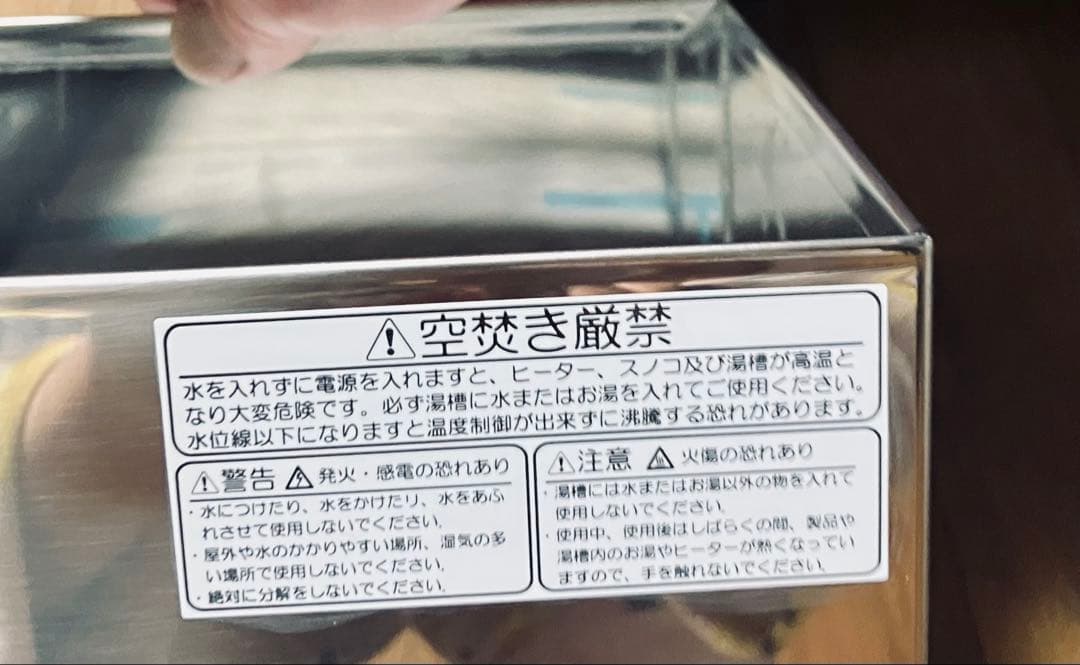 空焚き厳禁
水を入れずに電源を入れますと、ヒーター、スノコ及び湯槽が高温と
なり大変危険です。必ず湯槽に水またはお湯を入れてご使用ください。
水位線以下になりますと温度制御が出来ずに沸騰する恐れがあります。
警告 発火・感電の恐れあり
・水につけたり、水をかけたり、水をあふ
れさせて使用しないでください。
・屋外や水のかかりやすい場所、湿気の多
い場所で使用しないでください。
・絶対に分解をしないでください。
注意 火傷の恐れあり
・湯槽には水またはお湯以外の物を入れて
使用しないでください。
・使用中、使用後はしばらくの間、製品や
湯槽内のお湯やヒーターが熱くなってい
ますので、手を触れないでください。